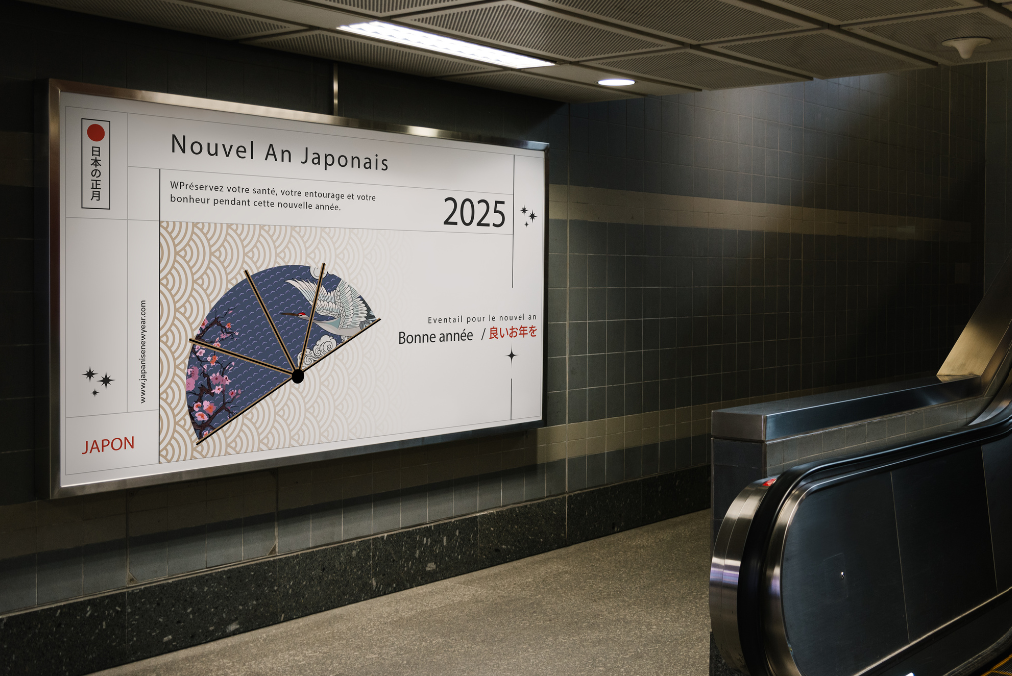 日本の正月
Nouvel An Japonais
WPréservez votre santé, votre entourage et votre
bonheur pendant cette nouvelle année.
2025
www.japanisenewyear.com
Eventail pour le nouvel an
Bonne année / 良いお年を
JAPON